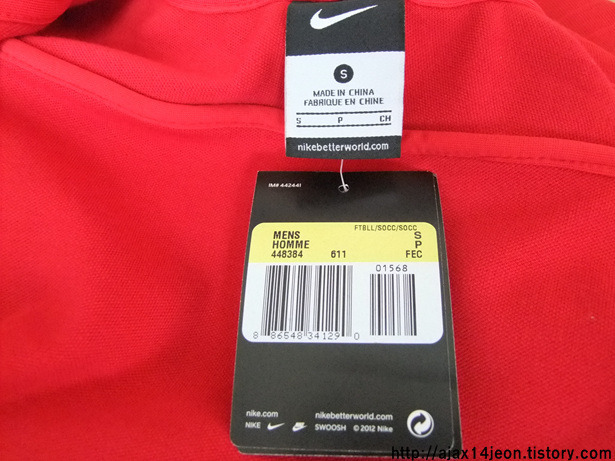 S
MADE IN CHINA
FABRIQUE EN CHINE
S P CH
nikebetterworld.com
IM# 442441
FTBLL/SOCC/SOCC
MENS S
HOMME P
448384 611 FEC
01568
8 86548 34129 0
nike.com nikebetterworld.com
NIKE SWOOSH © 2012 Nike
http://ajax14jeon.tistory.com